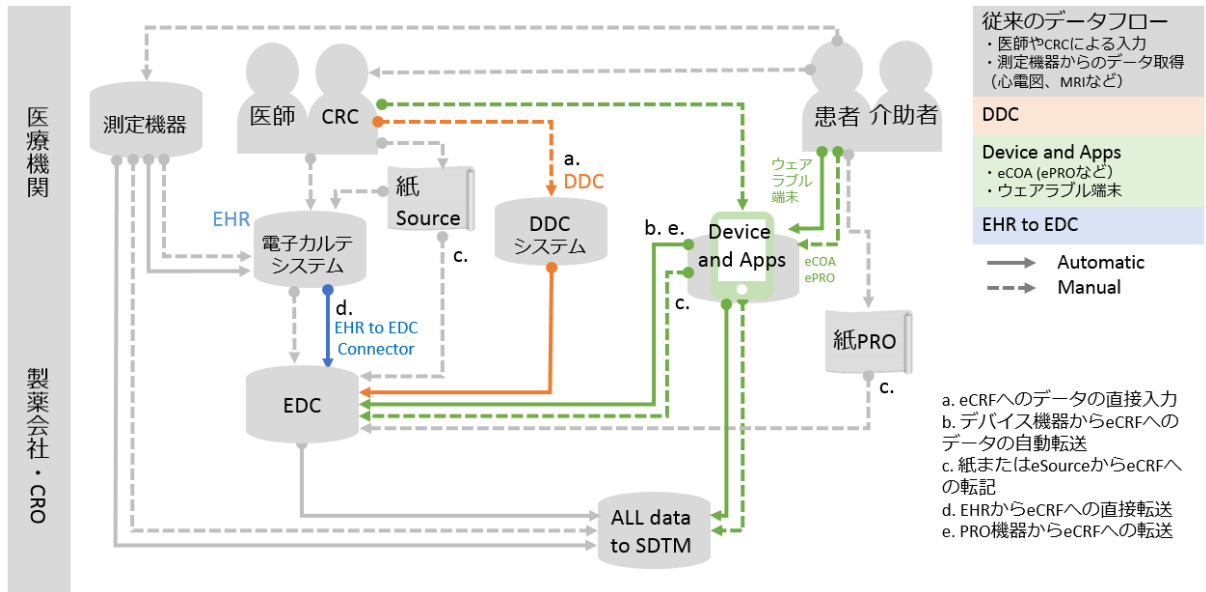 医療機関
製薬会社・CRO
測定機器
医師
CRC
患者
介助者
紙
Source
a.
DDC
DDC
システム
EHR
電子カルテ
システム
c.
d.
EHR to EDC
Connector
EDC
b. e.
c.
Device
and Apps
ウェア
ラブル
端末
eCOA
ePRO
紙PRO
c.
ALL data
to SDTM
従来のデータフロー
・医師やCRCによる入力
・測定機器からのデータ取得
（心電図、MRIなど）
DDC
Device and Apps
・eCOA (ePROなど）
・ウェアラブル端末
EHR to EDC
Automatic
Manual
a. eCRFへのデータの直接入力
b. デバイス機器からeCRFへの
データの自動転送
c. 紙またはeSourceからeCRFへ
の転記
d. EHRからeCRFへの直接転送
e. PRO機器からeCRFへの転送